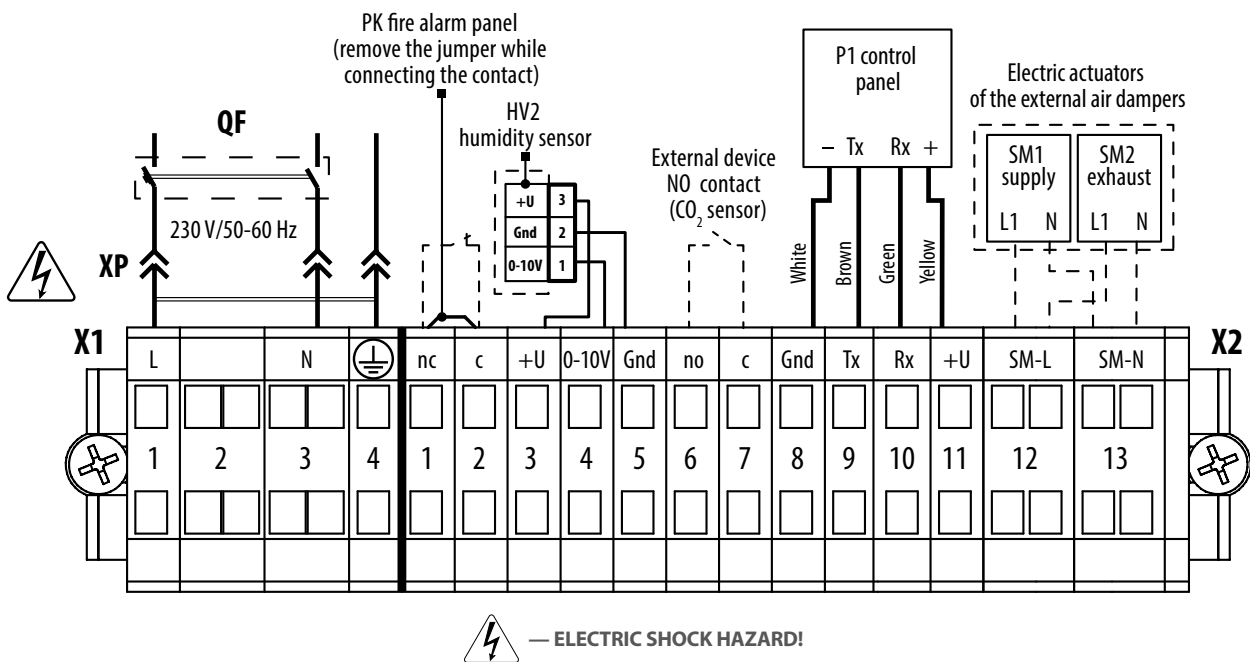 PK fire alarm panel
(remove the jumper while
connecting the contact)
QF
HV2
humidity sensor
+U 3
Gnd 2
0-10V 1
230 V/50-60 Hz
XP
External device
NO contact
(CO2 sensor)
P1 control
panel
– Tx Rx +
White
Brown
Green
Yellow
Electric actuators
of the external air dampers
SM1
supply
L1 N
SM2
exhaust
L1 N
X1
X2
L N nc c +U 0-10V Gnd no c Gnd Tx Rx +U SM-L SM-N
1 2 3 4 1 2 3 4 5 6 7 8 9 10 11 12 13
— ELECTRIC SHOCK HAZARD!